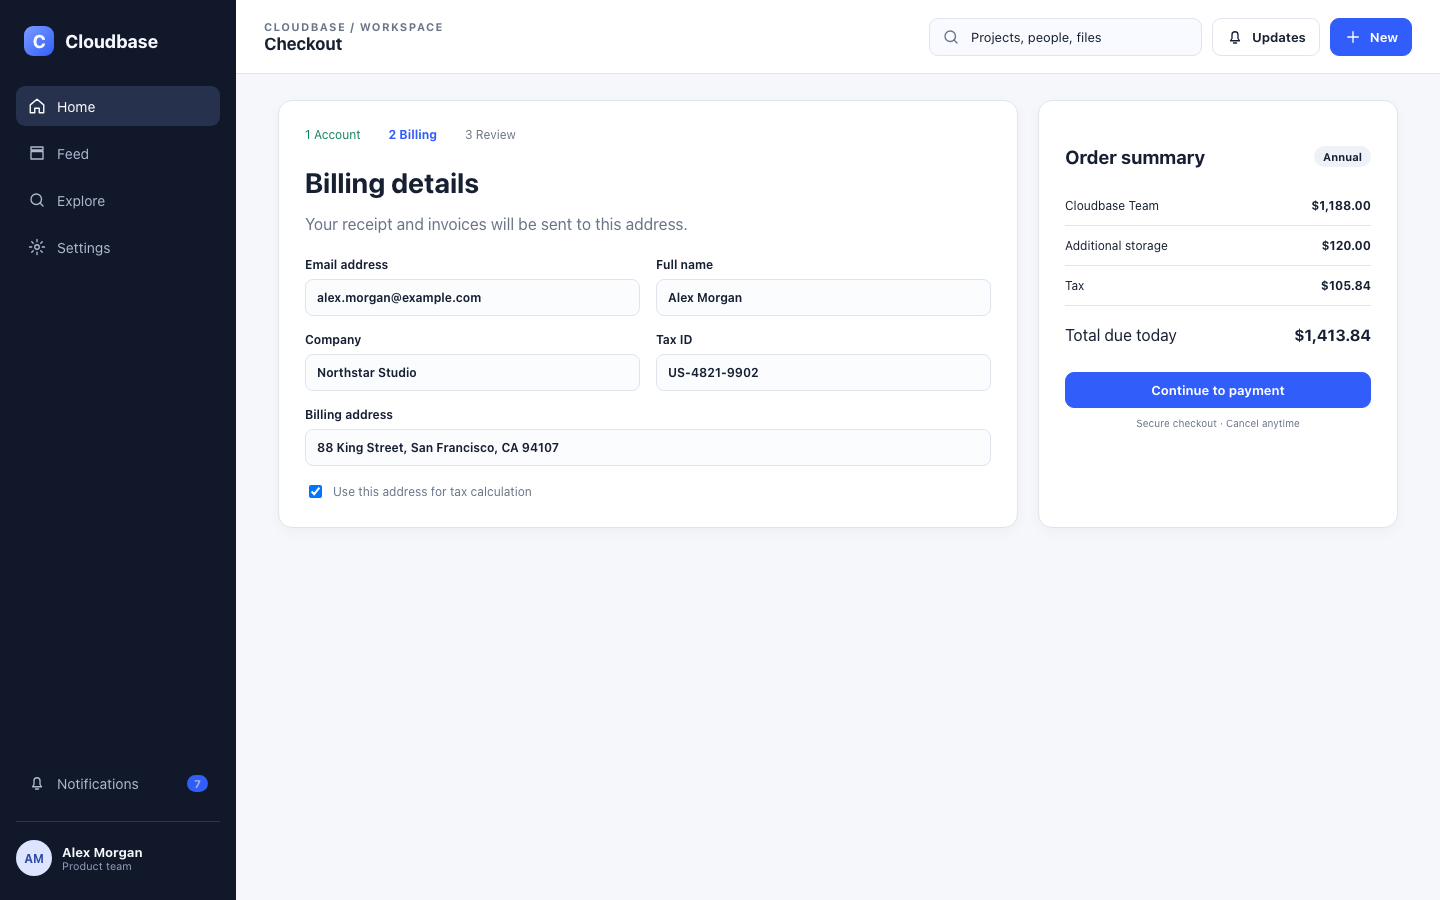 C Cloudbase
Home
Feed
Explore
Settings
Notifications 7
AM Alex Morgan
Product team
CLOUDBASE / WORKSPACE
Checkout
Projects, people, files
Updates
New
1 Account 2 Billing 3 Review
Billing details
Your receipt and invoices will be sent to this address.
Email address Full name
alex.morgan@example.com Alex Morgan
Company Tax ID
Northstar Studio US-4821-9902
Billing address
88 King Street, San Francisco, CA 94107
Use this address for tax calculation
Order summary Annual
Cloudbase Team $1,188.00
Additional storage $120.00
Tax $105.84
Total due today $1,413.84
Continue to payment
Secure checkout · Cancel anytime